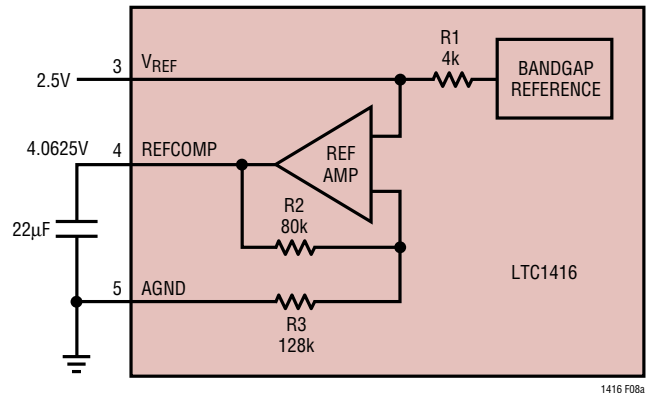 R1
4k
3
VREF
2.5V
BANDGAP
REFERENCE
4.0625V
4
REFCOMP
REF
AMP
R2
80k
22μF
LTC1416
5
AGND
R3
128k
1416 F08a